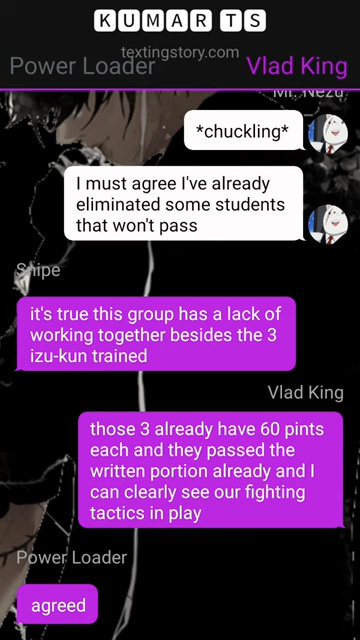 KUMAR TS
textingstory.com
Power Loader Vlad King
Mr. Nezu
*chuckling*
I must agree I've already
eliminated some students
that won't pass
Snipe
it's true this group has a lack of
working together besides the 3
izu-kun trained
Vlad King
those 3 already have 60 pints
each and they passed the
written portion already and I
can clearly see our fighting
tactics in play
Power Loader
agreed